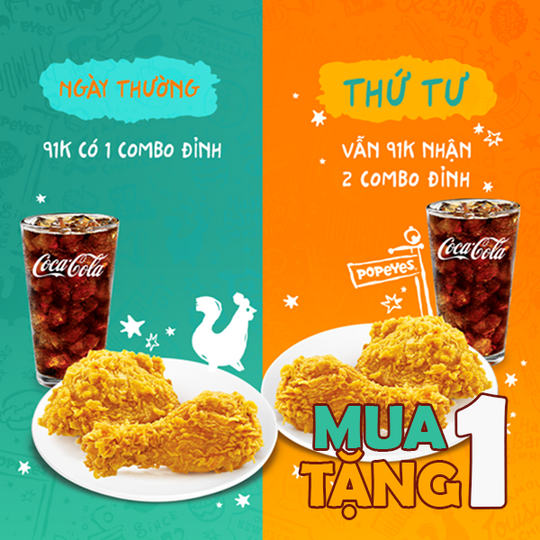 NGÀY THƯỜNG
91K CÓ 1 COMBO ĐỈNH
Coca-Cola
THỨ TƯ
VẪN 91K NHẬN
2 COMBO ĐỈNH
Coca-Cola
POPEYES
MUA 1
TẶNG